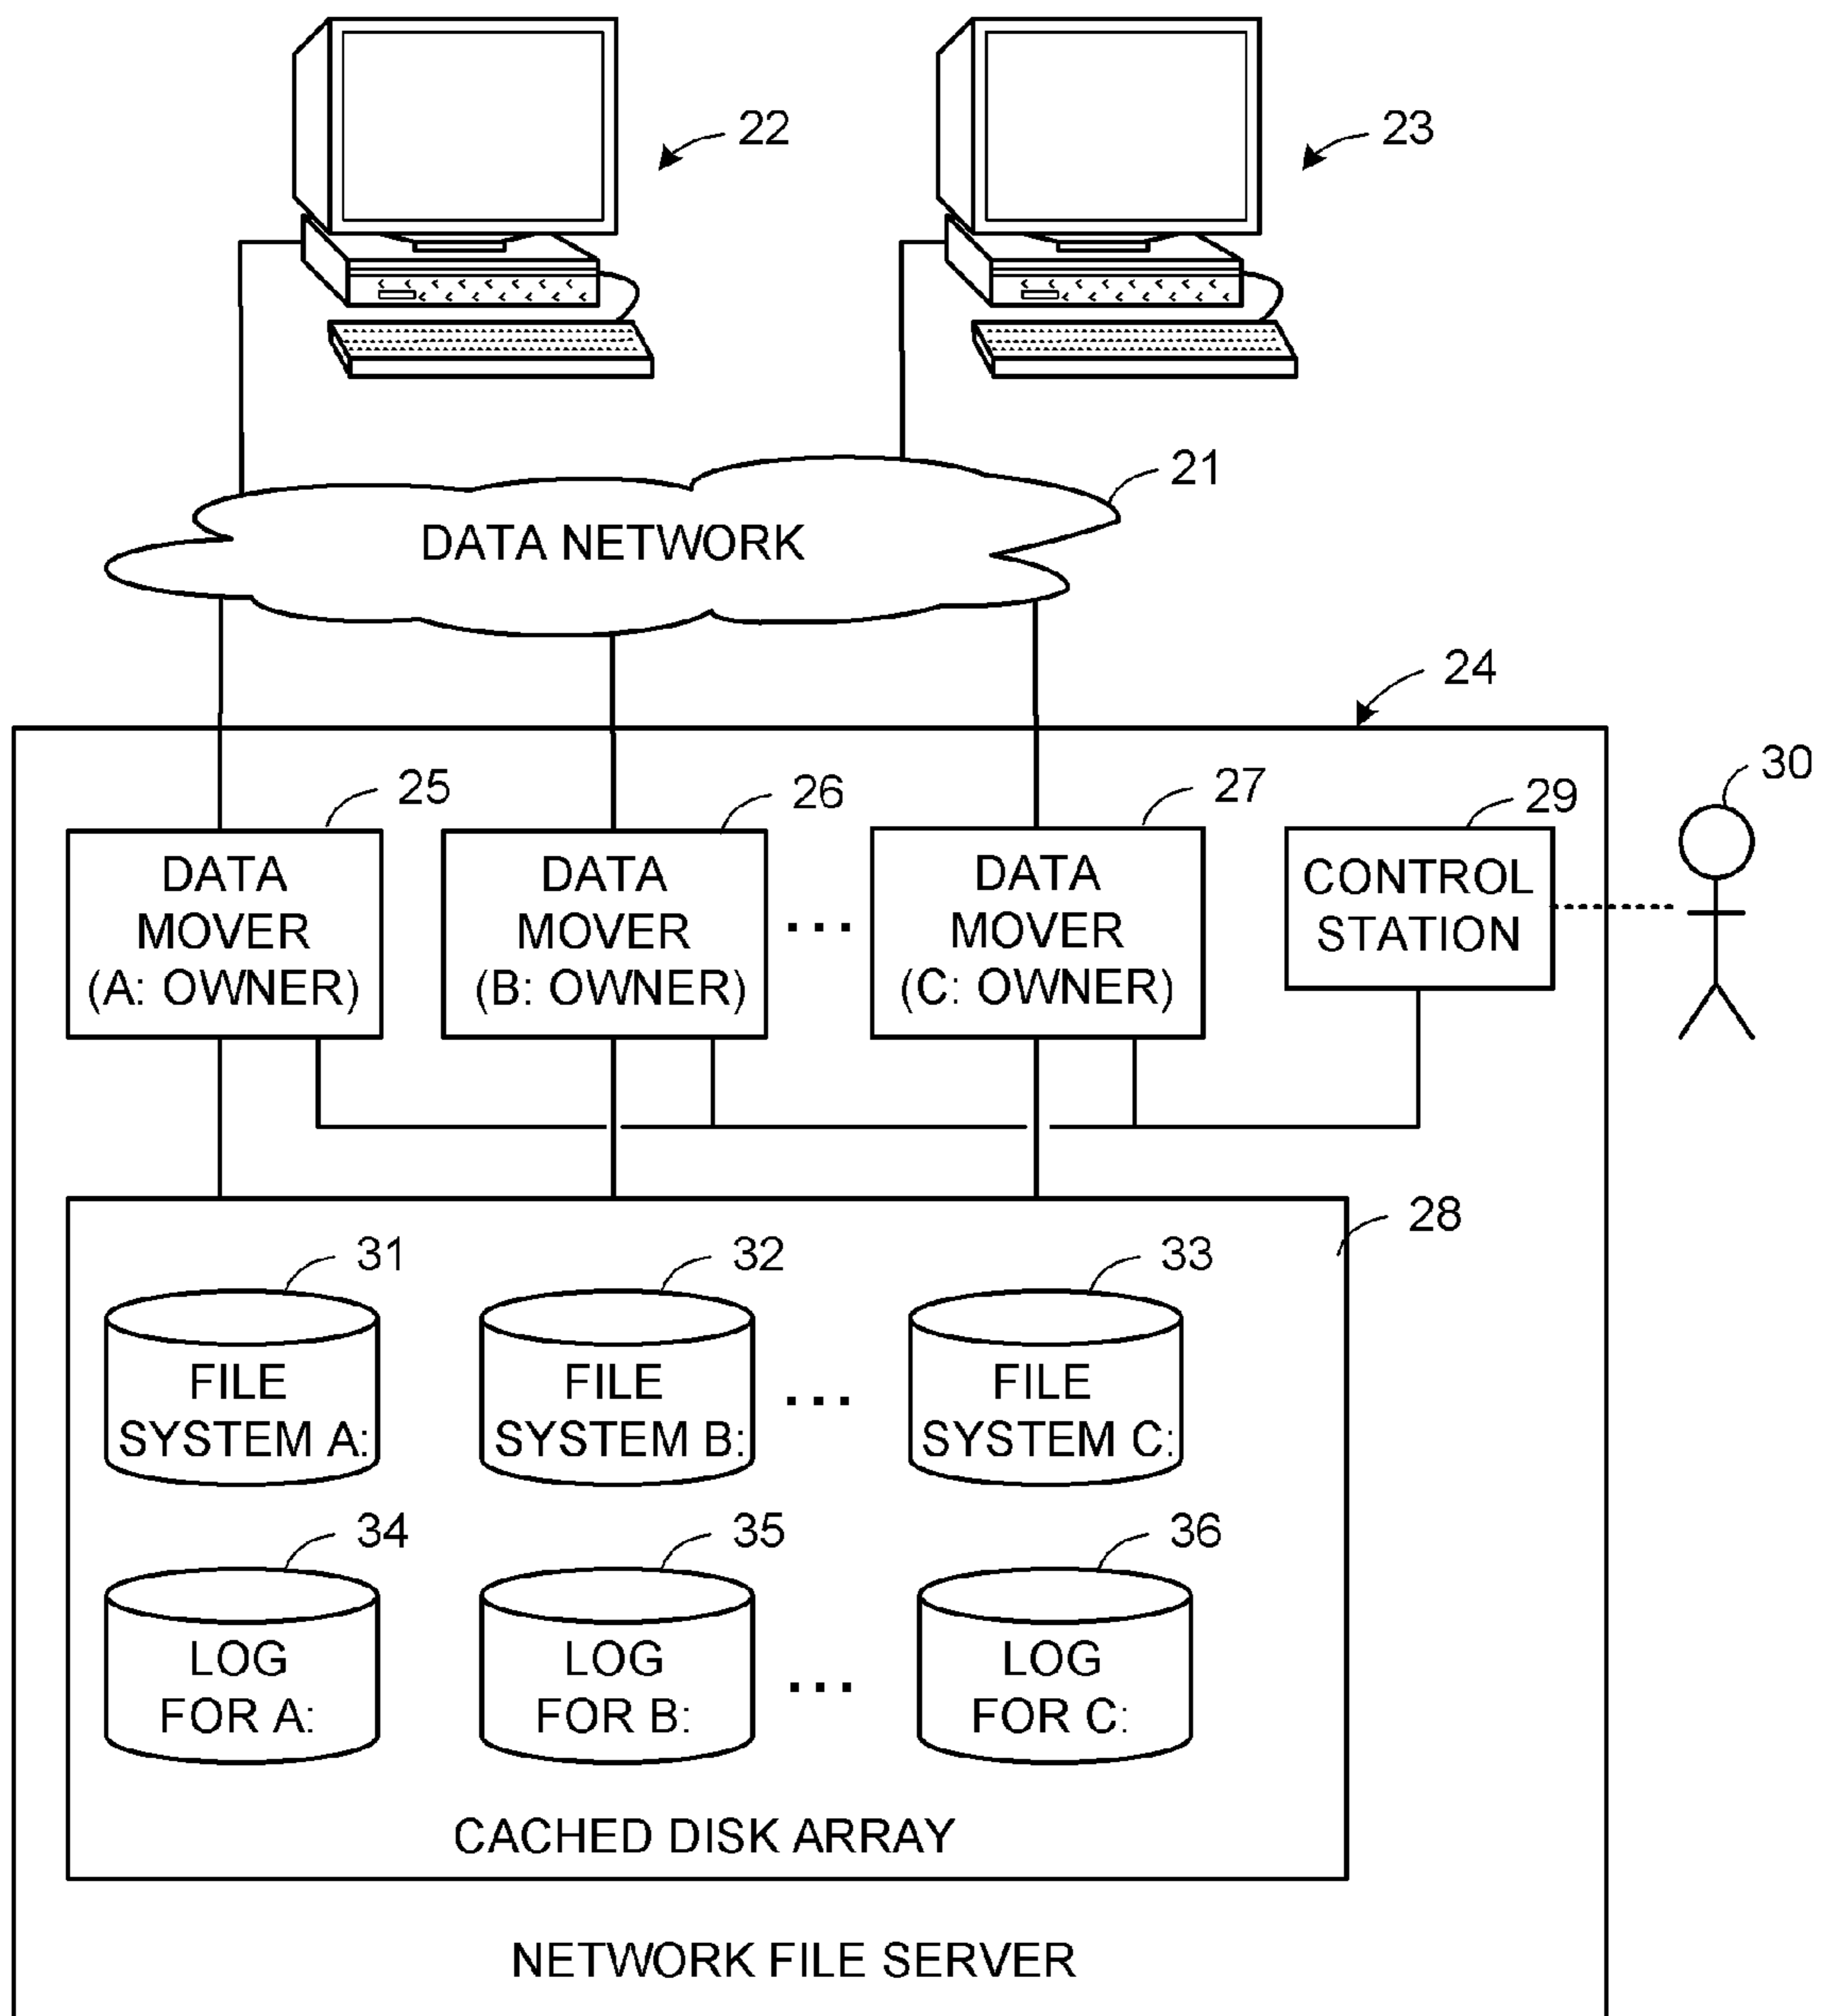 22
23
21
DATA NETWORK
24
25
26
27
29
30
DATA
MOVER
(A: OWNER)
DATA
MOVER
(B: OWNER)
...
DATA
MOVER
(C: OWNER)
CONTROL
STATION
28
31
32
33
FILE
SYSTEM A:
FILE
SYSTEM B:
...
FILE
SYSTEM C:
34
35
36
LOG
FOR A:
LOG
FOR B:
...
LOG
FOR C:
CACHED DISK ARRAY
NETWORK FILE SERVER